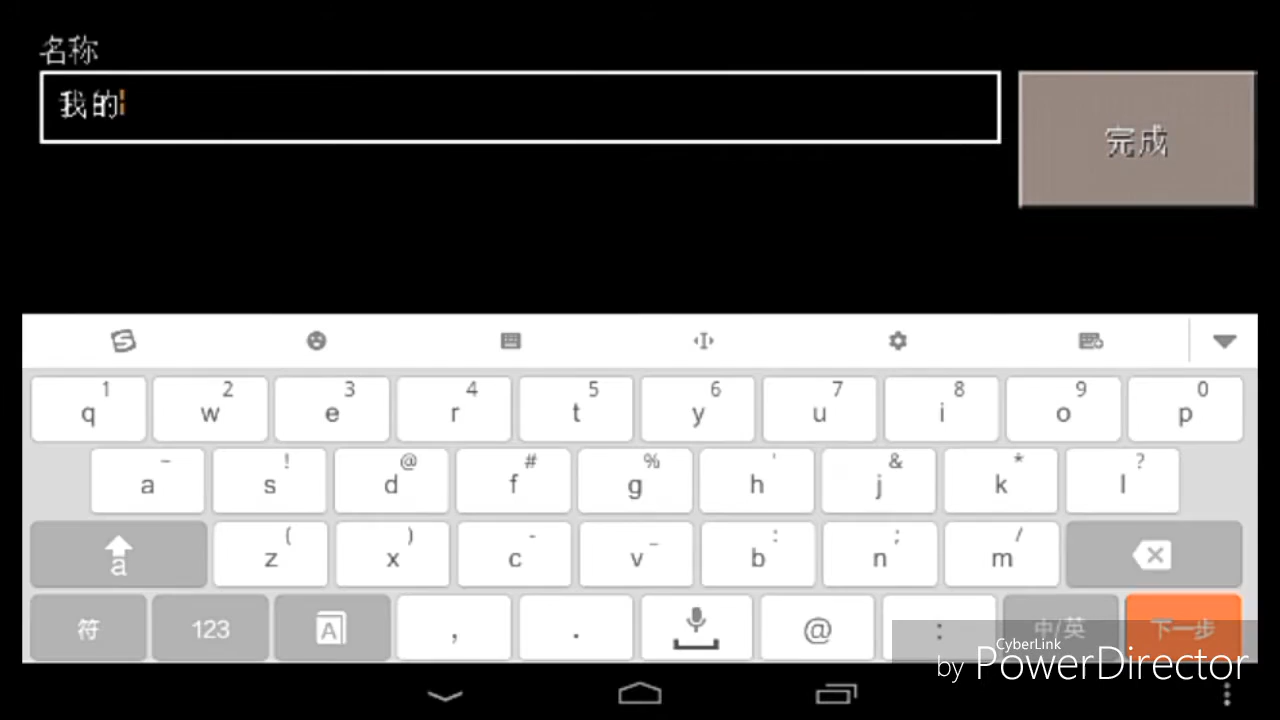 名称
我的
完成
1 2 3 4 5 6 7 8 9 0
q w e r t y u i o p
~ ! @ # % ' & * ?
a s d f g h j k l
( ) - _ : ; /
a z x c v b n m
符 123 A , . @ : 中/英 下一步
CyberLink
by PowerDirector